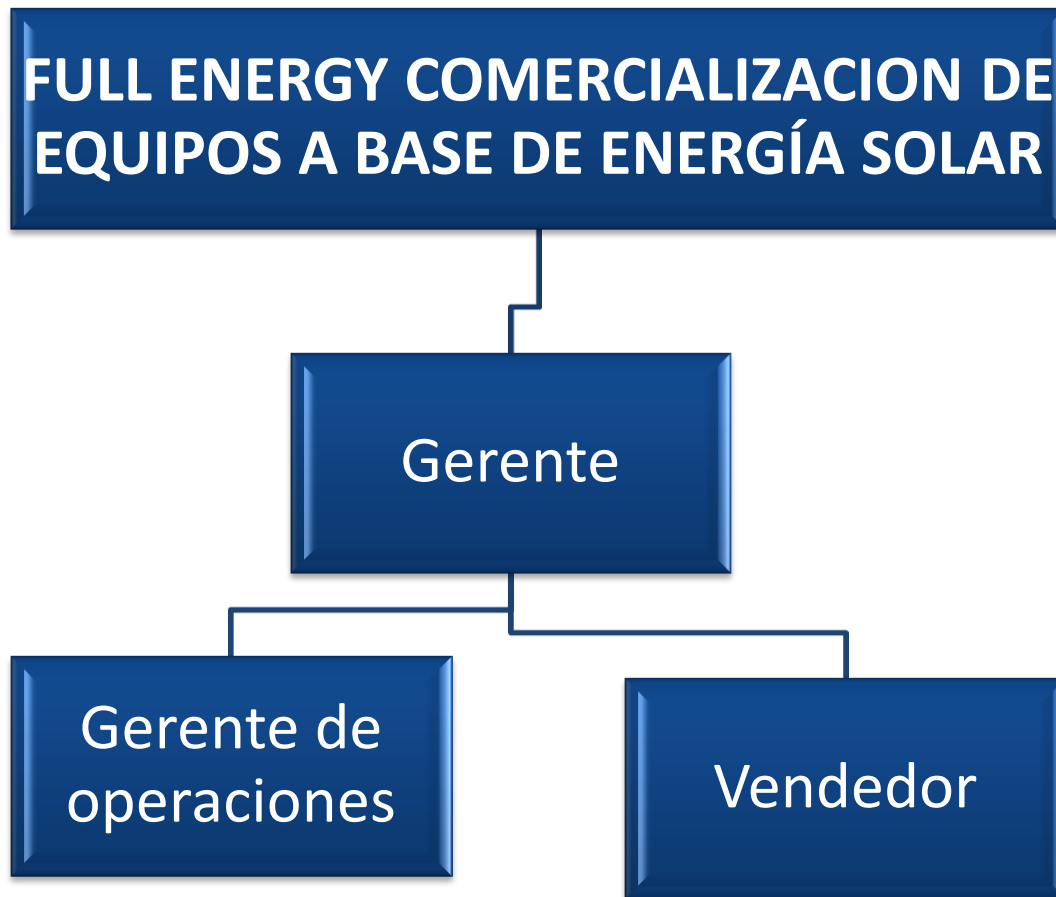 FULL ENERGY COMERCIALIZACION DE
EQUIPOS A BASE DE ENERGÍA SOLAR
Gerente
Gerente de
operaciones
Vendedor